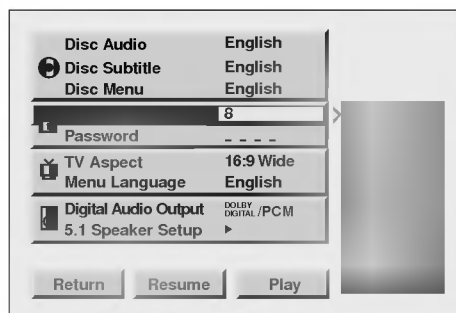 Disc Audio English
Disc Subtitle English
Disc Menu English
8
Password _ _ _ _
TV Aspect 16:9 Wide
Menu Language English
Digital Audio Output DOLBY DIGITAL /PCM
5.1 Speaker Setup ▶
Return Resume Play